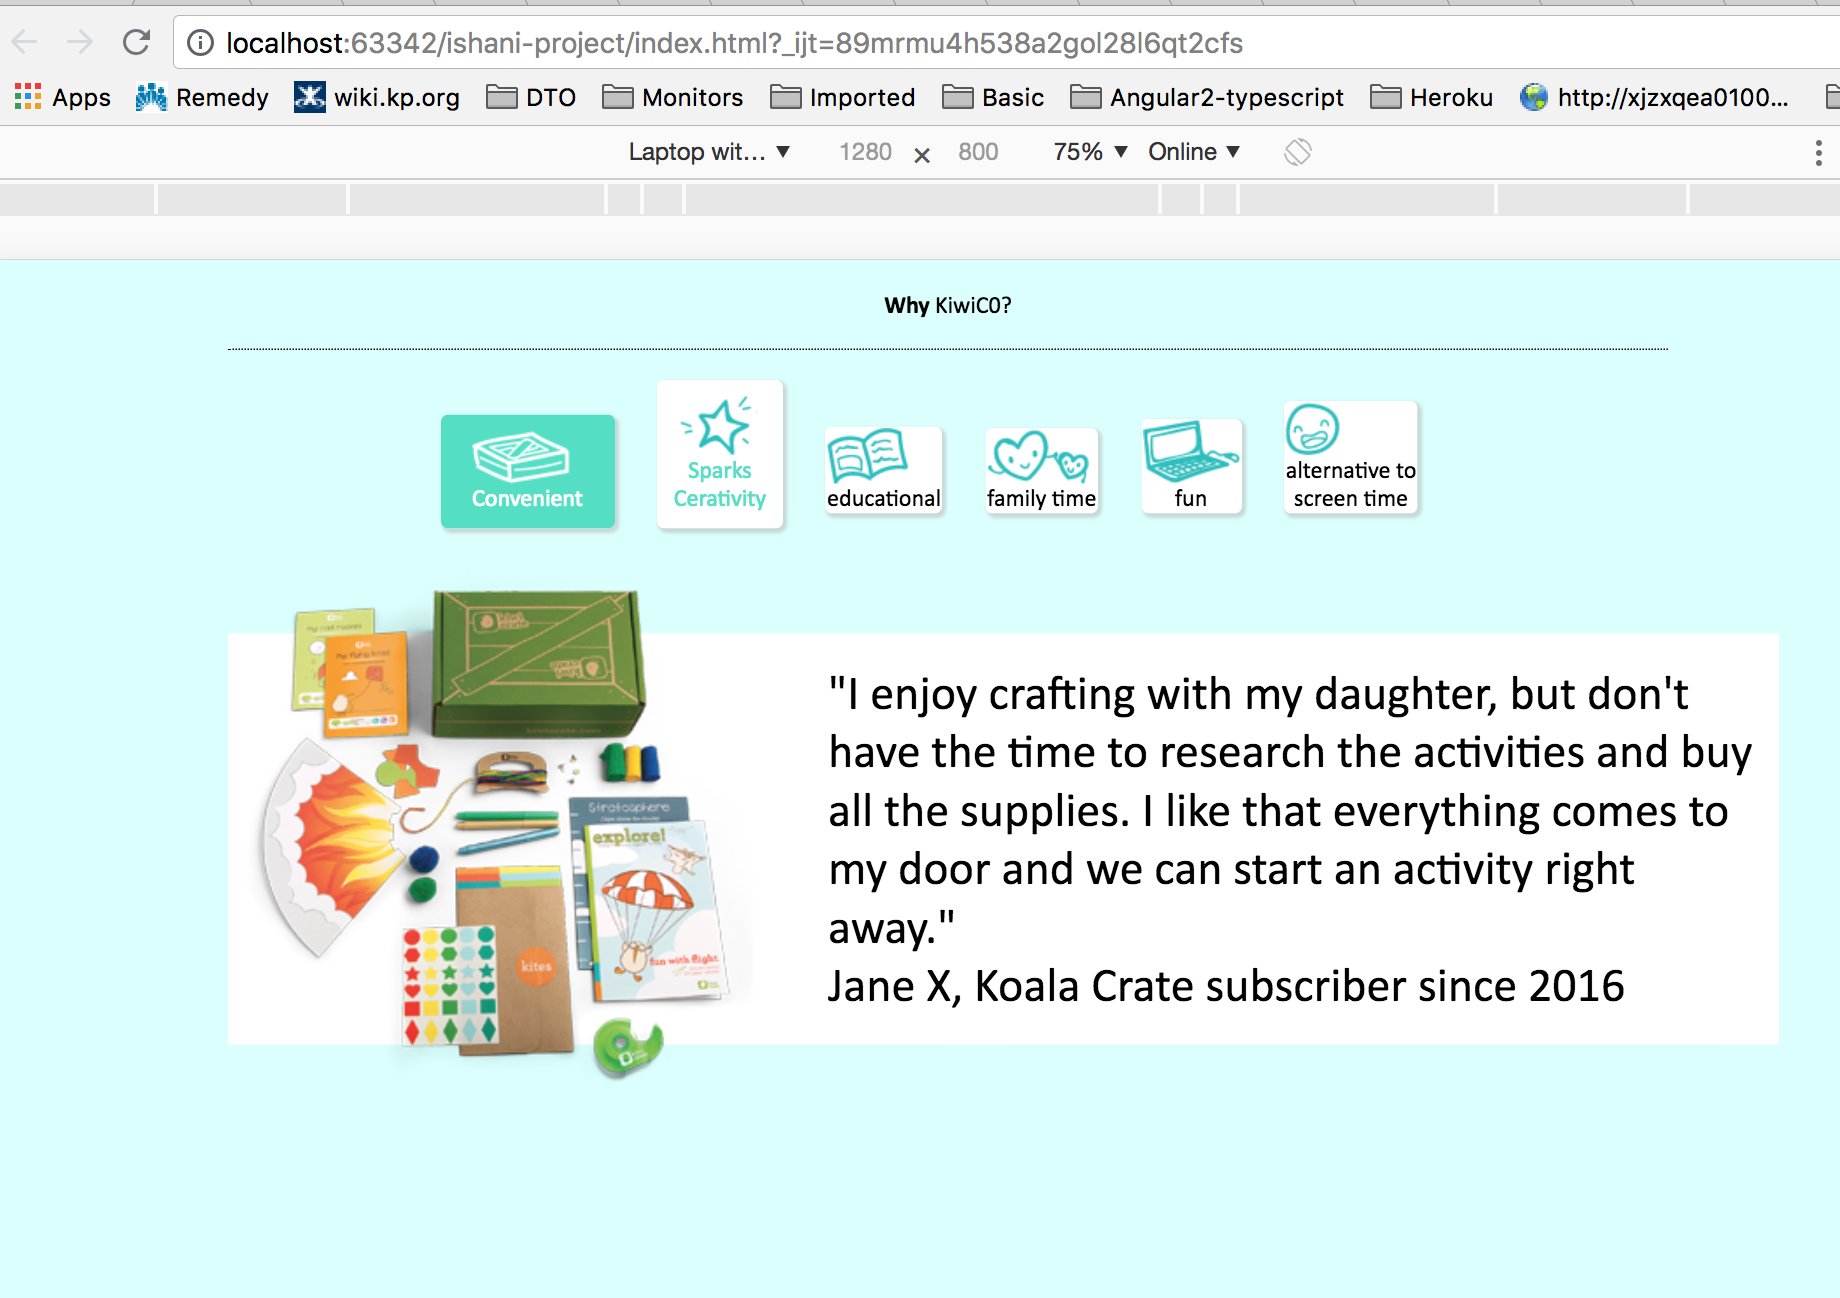 localhost:63342/ishani-project/index.html?_ijt=89mrmu4h538a2gol28l6qt2cfs
Apps Remedy wiki.kp.org DTO Monitors Imported Basic Angular2-typescript Heroku http://xjzxqea0100...
Laptop wit... 1280 × 800 75% Online
Why KiwiC0?
Convenient
Sparks
Cerativity
educational
family time
fun
alternative to
screen time
"I enjoy crafting with my daughter, but don't
have the time to research the activities and buy
all the supplies. I like that everything comes to
my door and we can start an activity right
away."
Jane X, Koala Crate subscriber since 2016
Stratosphere
explore!
fun with flight
kites